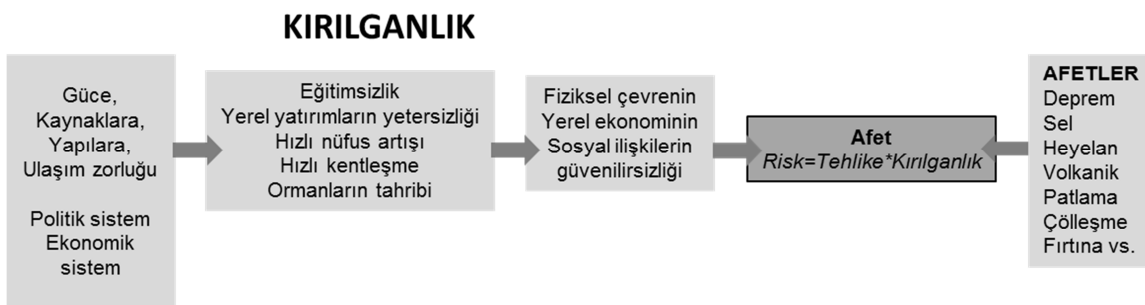 KIRILGANLIK
Güce,
Kaynaklara,
Yapılara,
Ulaşım zorluğu
Politik sistem
Ekonomik
sistem
Eğitimsizlik
Yerel yatırımların yetersizliği
Hızlı nüfus artışı
Hızlı kentleşme
Ormanların tahribi
Fiziksel çevrenin
Yerel ekonominin
Sosyal ilişkilerin
güvenilirsizliği
Afet
Risk=Tehlike*Kırılganlık
AFETLER
Deprem
Sel
Heyelan
Volkanik
Patlama
Çölleşme
Fırtına vs.